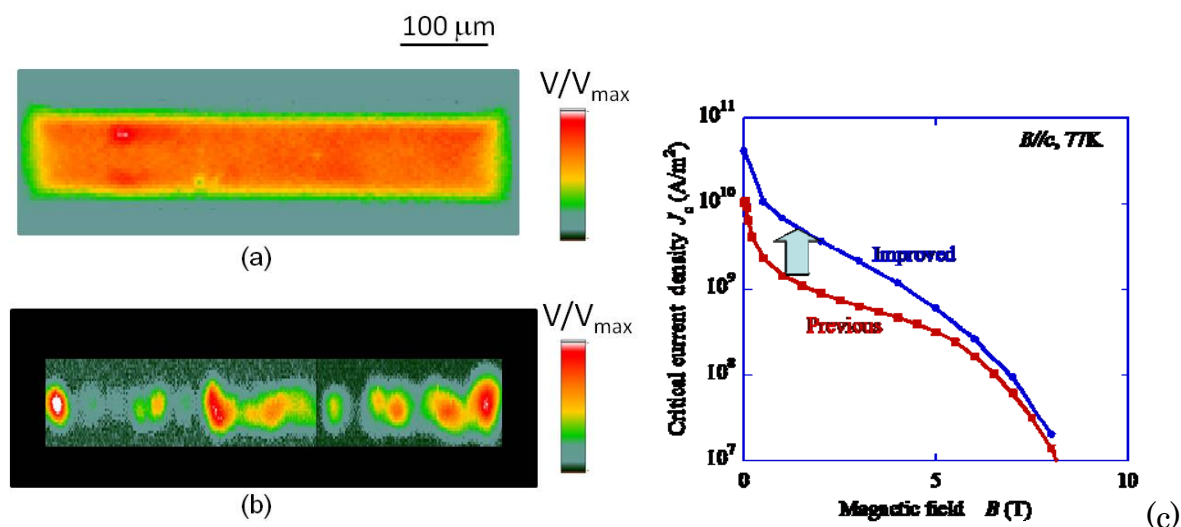 100 μm
V/Vmax
(a)
V/Vmax
(b)
Critical current density Jc (A/m²)
10¹¹
10¹⁰
10⁹
10⁸
10⁷
B//c, 77K
Improved
Previous
0
5
10
Magnetic field B (T)
(c)